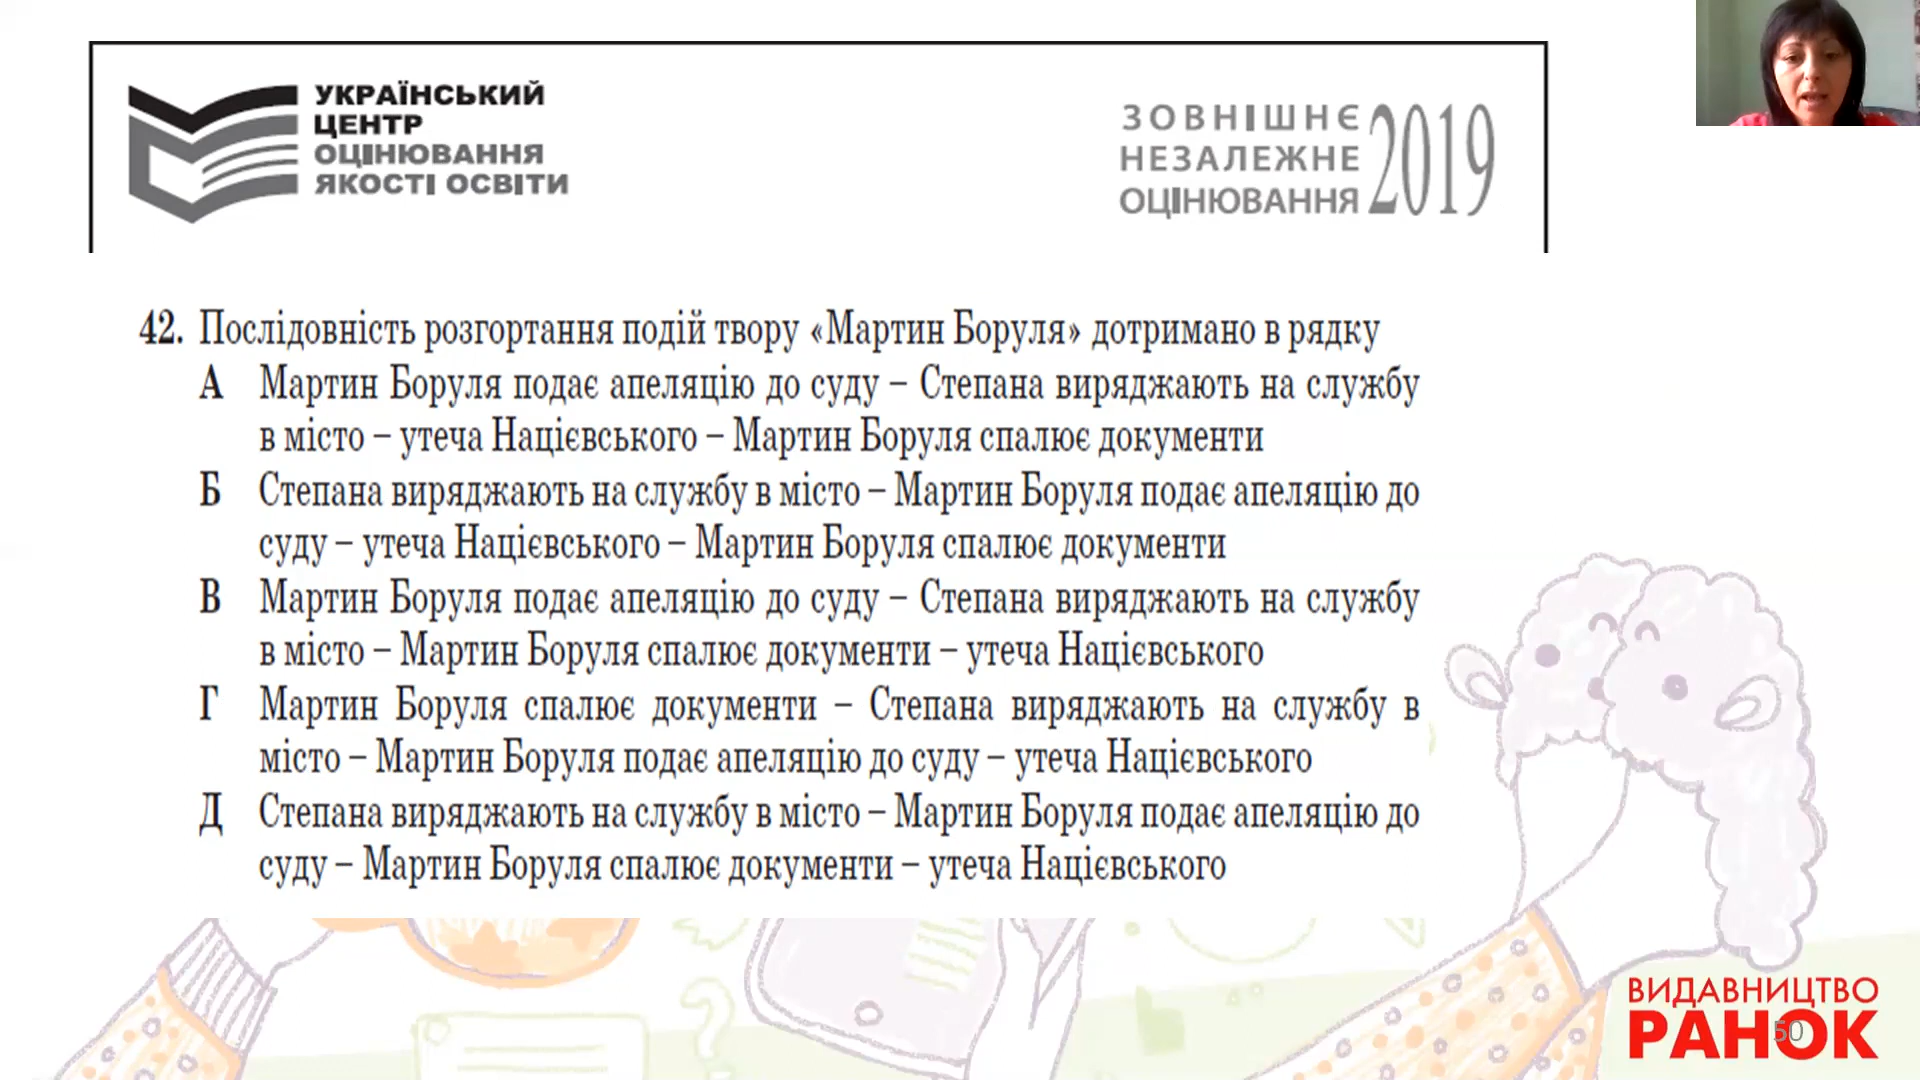 УКРАЇНСЬКИЙ
ЦЕНТР
ОЦІНЮВАННЯ
ЯКОСТІ ОСВІТИ
ЗОВНІШНЄ
НЕЗАЛЕЖНЕ
ОЦІНЮВАННЯ
2019
42. Послідовність розгортання подій твору «Мартин Боруля» дотримано в рядку
А Мартин Боруля подає апеляцію до суду – Степана виряджають на службу
в місто – утеча Націєвського – Мартин Боруля спалює документи
Б Степана виряджають на службу в місто – Мартин Боруля подає апеляцію до
суду – утеча Націєвського – Мартин Боруля спалює документи
В Мартин Боруля подає апеляцію до суду – Степана виряджають на службу
в місто – Мартин Боруля спалює документи – утеча Націєвського
Г Мартин Боруля спалює документи – Степана виряджають на службу в
місто – Мартин Боруля подає апеляцію до суду – утеча Націєвського
Д Степана виряджають на службу в місто – Мартин Боруля подає апеляцію до
суду – Мартин Боруля спалює документи – утеча Націєвського
ВИДАВНИЦТВО
РАНОК
50